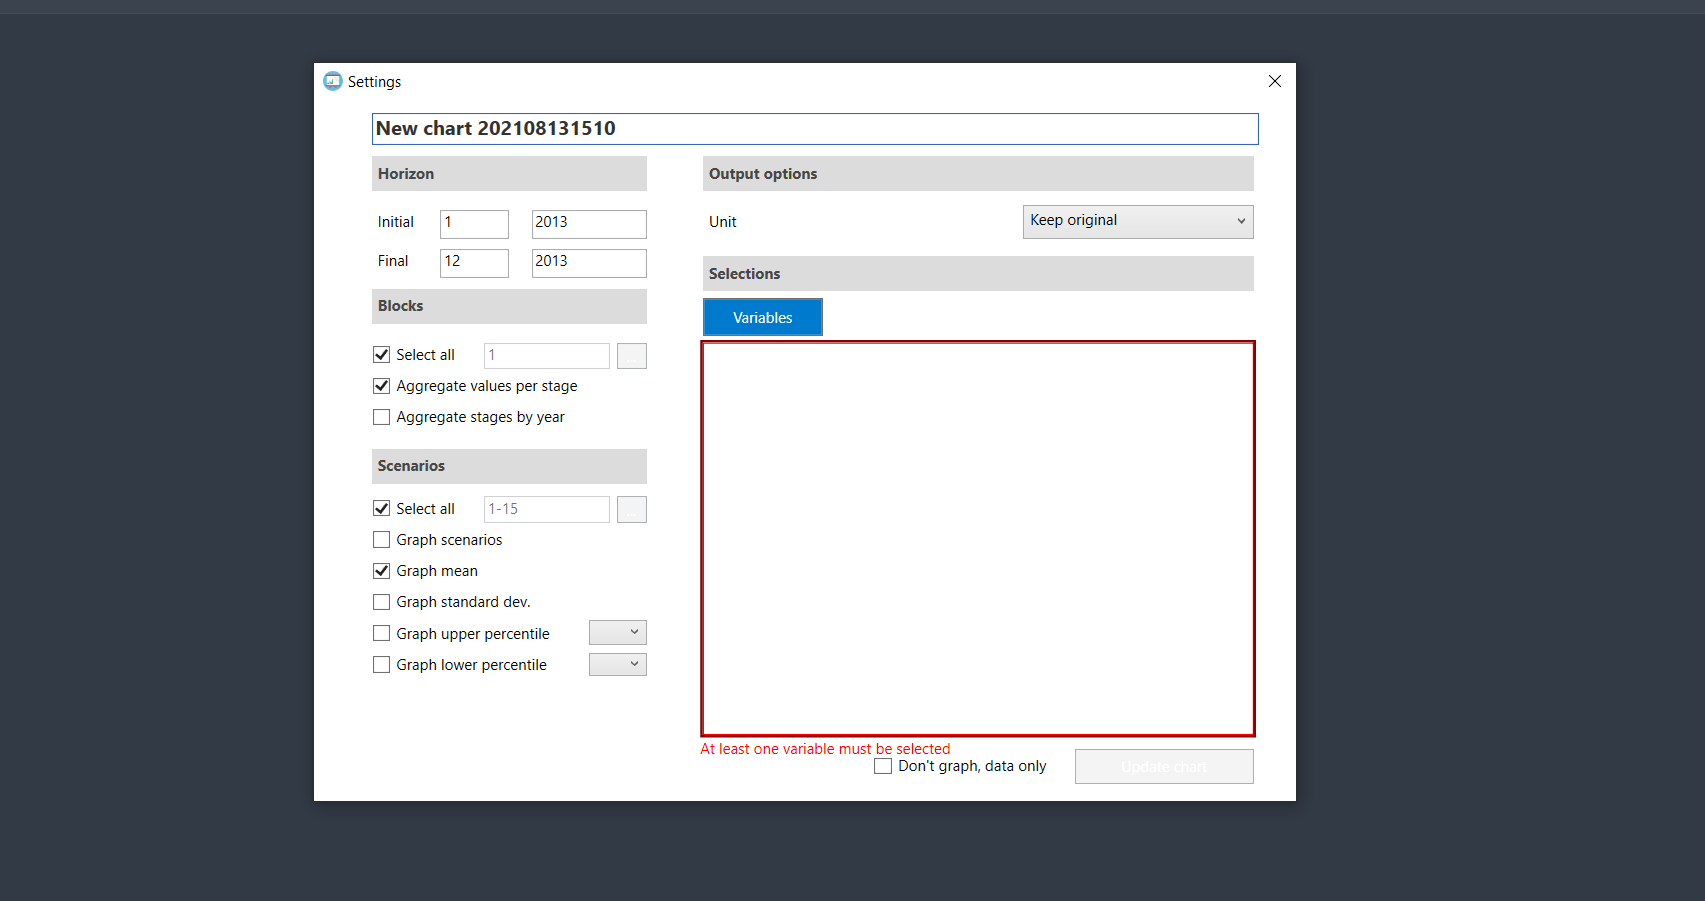 Settings
New chart 202108131510
Horizon
Initial 1 2013
Final 12 2013
Blocks
Select all 1 ...
Aggregate values per stage
Aggregate stages by year
Scenarios
Select all 1-15 ...
Graph scenarios
Graph mean
Graph standard dev.
Graph upper percentile
Graph lower percentile
Output options
Unit Keep original
Selections
Variables
At least one variable must be selected
Don't graph, data only
Update chart